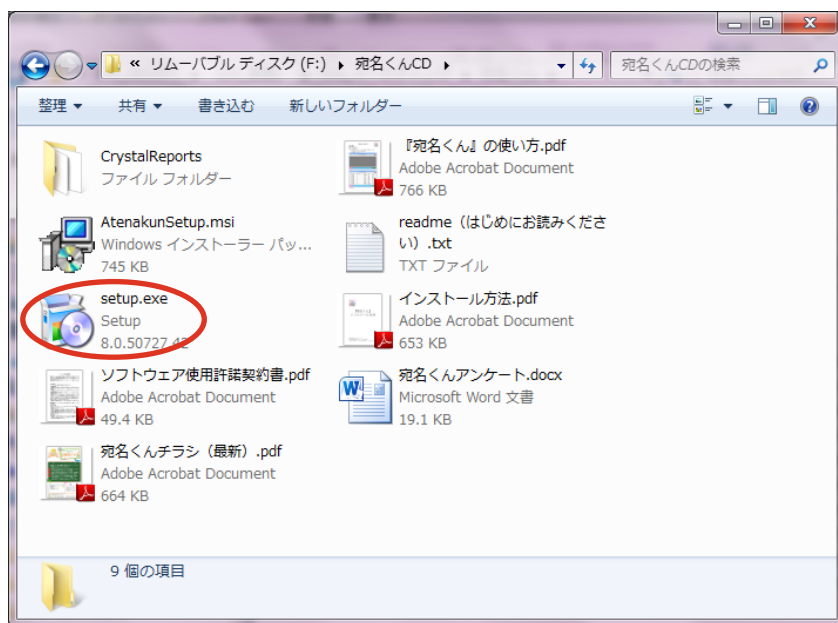 « リムーバブル ディスク (F:) ▸ 宛名くんCD ▸
宛名くんCDの検索
整理 ▼ 共有 ▼ 書き込む 新しいフォルダー
CrystalReports
ファイル フォルダー
AtenakunSetup.msi
Windows インストーラー パッ...
745 KB
setup.exe
Setup
8.0.50727.42
ソフトウェア使用許諾契約書.pdf
Adobe Acrobat Document
49.4 KB
宛名くんチラシ（最新）.pdf
Adobe Acrobat Document
664 KB
『宛名くん』の使い方.pdf
Adobe Acrobat Document
766 KB
readme（はじめにお読みくださ
い）.txt
TXT ファイル
インストール方法.pdf
Adobe Acrobat Document
653 KB
宛名くんアンケート.docx
Microsoft Word 文書
19.1 KB
9 個の項目